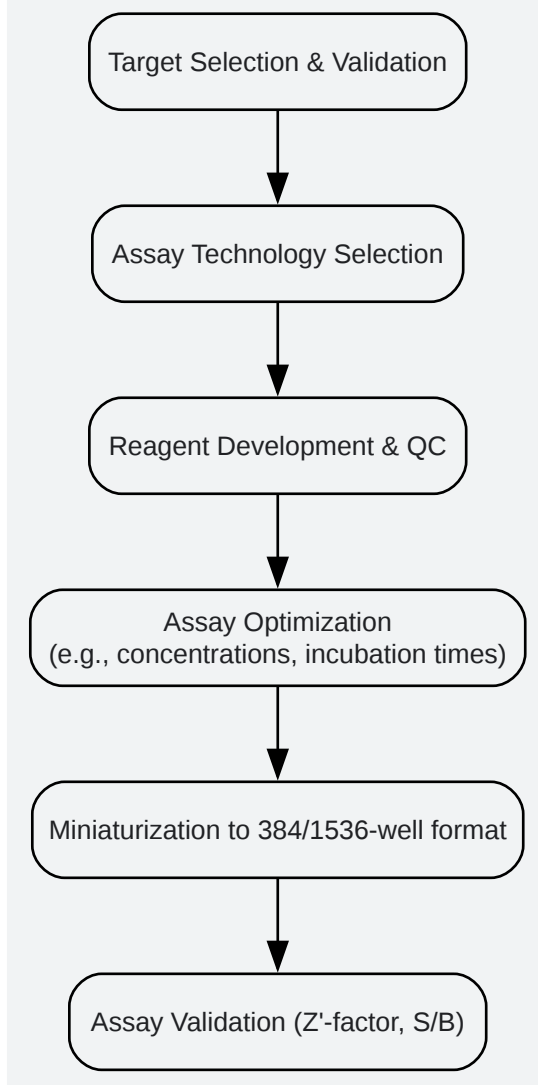 Target Selection & Validation
Assay Technology Selection
Reagent Development & QC
Assay Optimization
(e.g., concentrations, incubation times)
Miniaturization to 384/1536-well format
Assay Validation (Z'-factor, S/B)